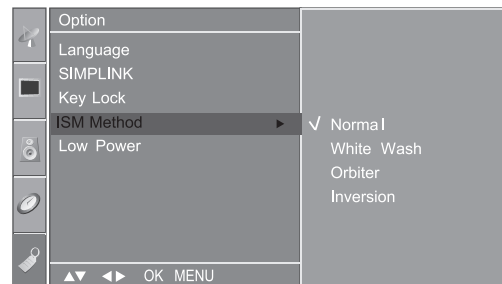 Option
Language
SIMPLINK
Key Lock
ISM Method ► √ Normal
Low Power White Wash
Orbiter
Inversion
▲▼ ◄► OK MENU